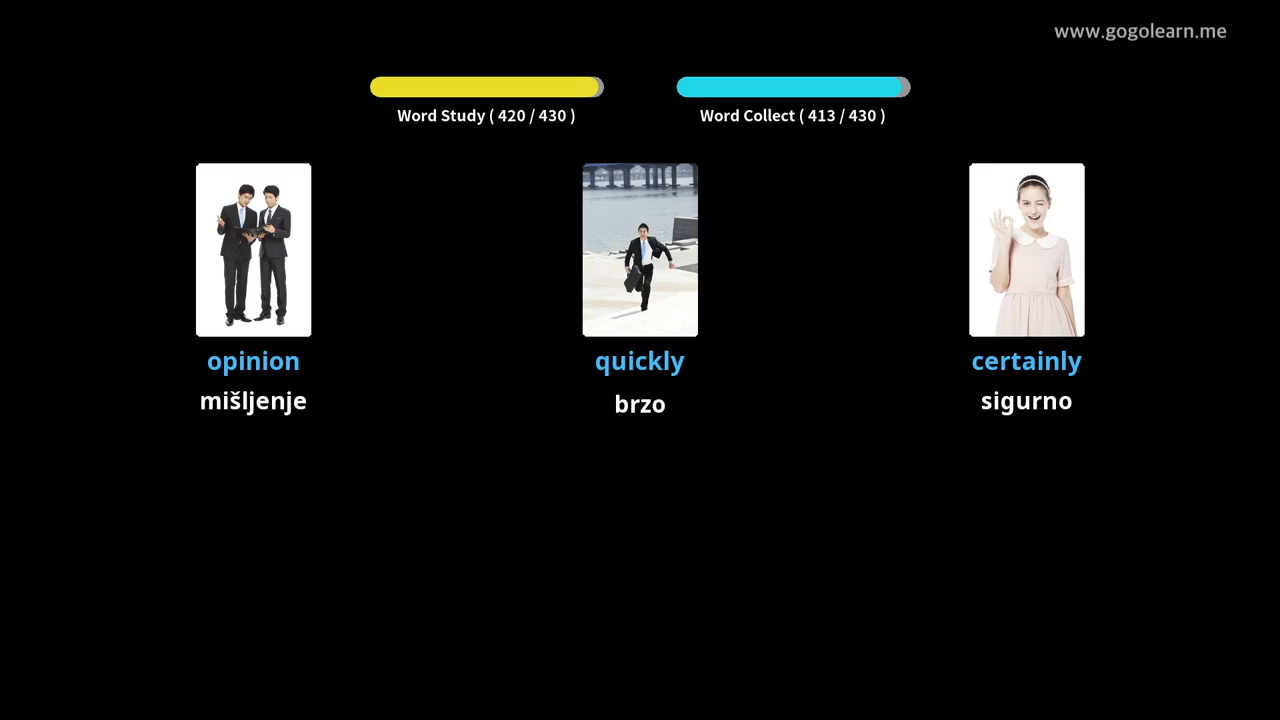 www.gogolearn.me
Word Study ( 420 / 430 )
Word Collect ( 413 / 430 )
opinion
mišljenje
quickly
brzo
certainly
sigurno